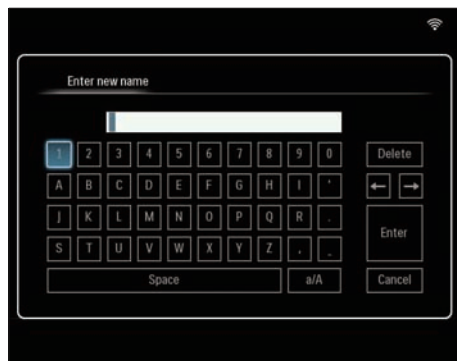 Enter new name
1 2 3 4 5 6 7 8 9 0 Delete
A B C D E F G H I ' ← →
J K L M N O P Q R . Enter
S T U V W X Y Z , _
Space a/A Cancel